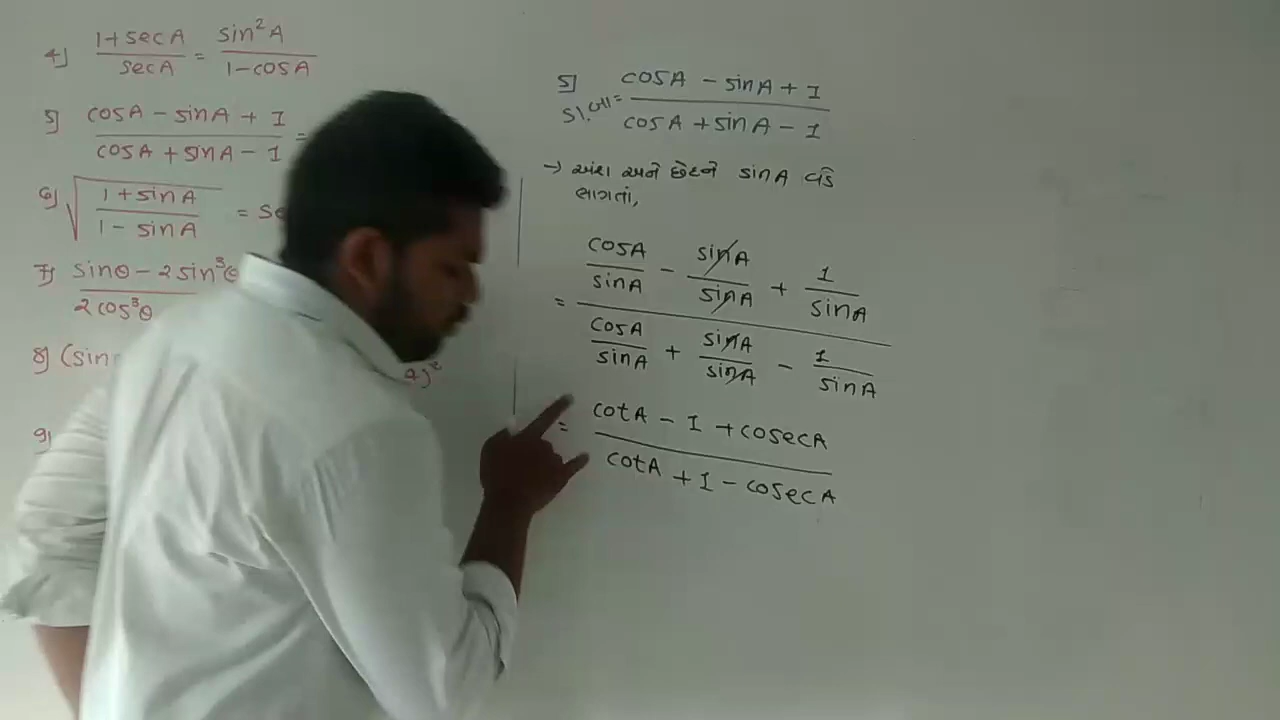 4] (1+secA)/secA = sin²A/(1-cosA)
5] (cosA - sinA + 1)/(cosA + sinA - 1) =
6] √((1+sinA)/(1-sinA)) = se
7] (sinθ - 2sin³θ)/(2cos³θ
8] (sin
A)²
9]
5] ડા.બા = (cosA - sinA + 1)/(cosA + sinA - 1)
→ અંશ અને છેદને sinA વડે
ભાગતાં,
= (cosA/sinA - sinA/sinA + 1/sinA)/(cosA/sinA + sinA/sinA - 1/sinA)
= (cotA - 1 + cosecA)/(cotA + 1 - cosecA)